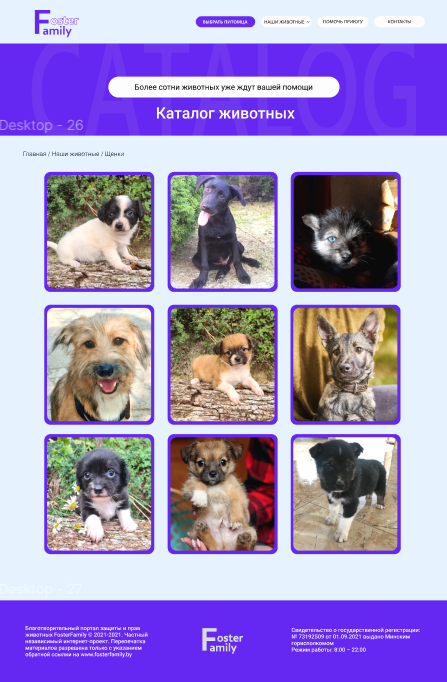 Foster
Family
ВЫБРАТЬ ПИТОМЦА
НАШИ ЖИВОТНЫЕ
ПОМОЧЬ ПРИЮТУ
КОНТАКТЫ
CATALOG
Более сотни животных уже ждут вашей помощи
Каталог животных
Desktop - 26
Главная / Наши животные / Щенки
Desktop - 27
Благотворительный портал защиты и прав
животных FosterFamily © 2021-2021. Частный
независимый интернет-проект. Перепечатка
материалов разрешена только с указанием
обратной ссылки на www.fosterfamily.by
Foster
Family
Свидетельство о государственной регистрации:
№ 73192509 от 01.09.2021 выдано Минским
горисполкомом
Режим работы: 8:00 – 22:00